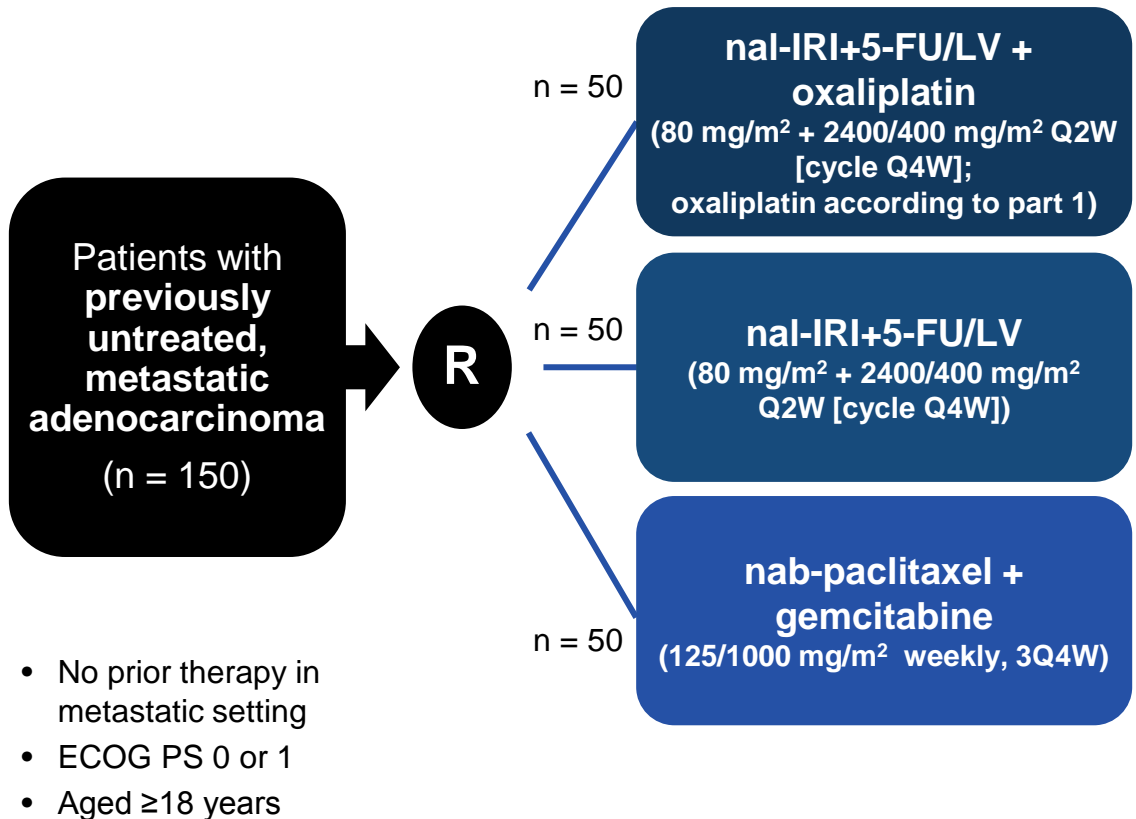 Patients with
previously
untreated,
metastatic
adenocarcinoma
(n = 150)
R
n = 50
nal-IRI+5-FU/LV +
oxaliplatin
(80 mg/m² + 2400/400 mg/m² Q2W
[cycle Q4W];
oxaliplatin according to part 1)
n = 50
nal-IRI+5-FU/LV
(80 mg/m² + 2400/400 mg/m²
Q2W [cycle Q4W])
n = 50
nab-paclitaxel +
gemcitabine
(125/1000 mg/m² weekly, 3Q4W)
• No prior therapy in
metastatic setting
• ECOG PS 0 or 1
• Aged ≥18 years